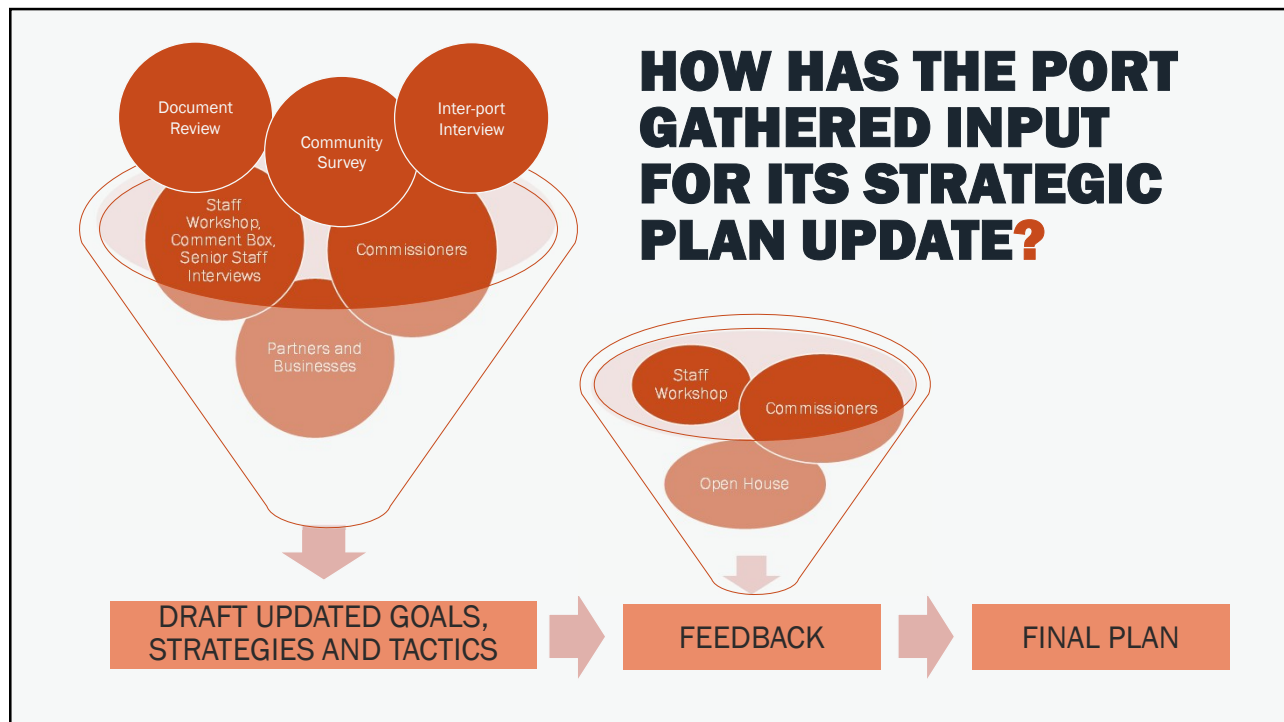 HOW HAS THE PORT
GATHERED INPUT
FOR ITS STRATEGIC
PLAN UPDATE?
Document
Review
Community
Survey
Inter-port
Interview
Staff
Workshop,
Comment Box,
Senior Staff
Interviews
Commissioners
Partners and
Businesses
Staff
Workshop
Commissioners
Open House
DRAFT UPDATED GOALS,
STRATEGIES AND TACTICS
FEEDBACK
FINAL PLAN